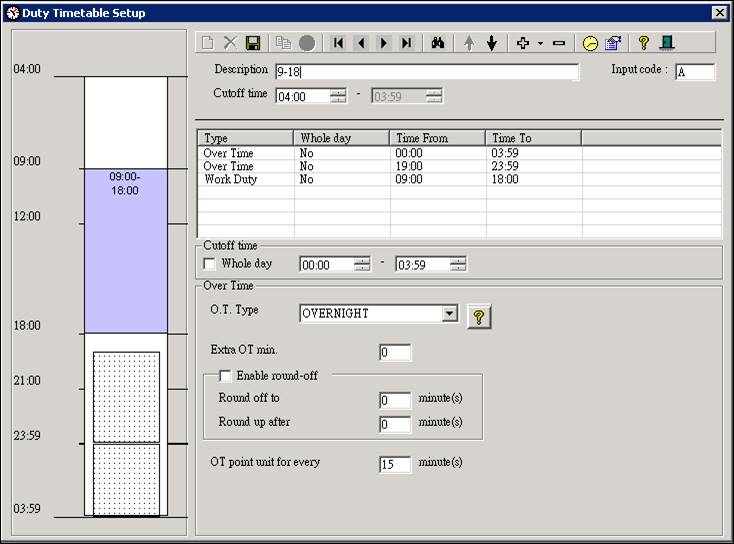 Duty Timetable Setup
04:00
09:00
09:00-
18:00
12:00
18:00
21:00
23:59
03:59
Description 9-18 Input code : A
Cutoff time 04:00 - 03:59
Type Whole day Time From Time To
Over Time No 00:00 03:59
Over Time No 19:00 23:59
Work Duty No 09:00 18:00
Cutoff time
Whole day 00:00 - 03:59
Over Time
O.T. Type OVERNIGHT ?
Extra OT min. 0
Enable round-off
Round off to 0 minute(s)
Round up after 0 minute(s)
OT point unit for every 15 minute(s)